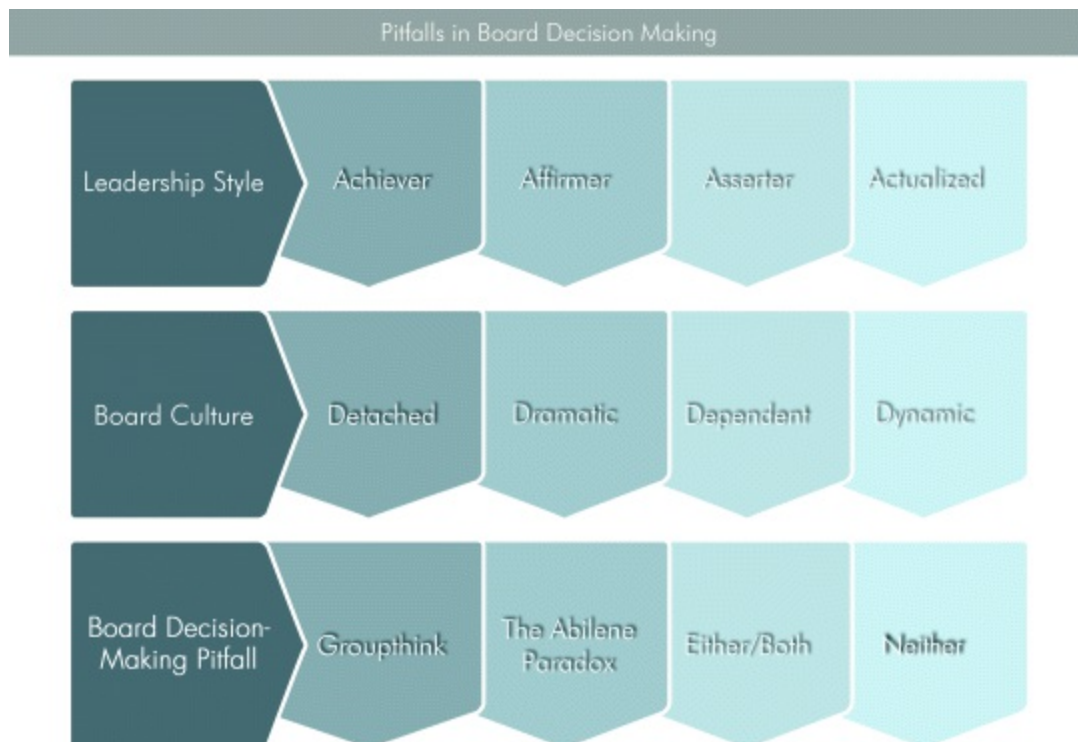 Pitfalls in Board Decision Making
Leadership Style
Achiever
Affirmer
Asserter
Actualized
Board Culture
Detached
Dramatic
Dependent
Dynamic
Board Decision-
Making Pitfall
Groupthink
The Abilene
Paradox
Either/Both
Neither